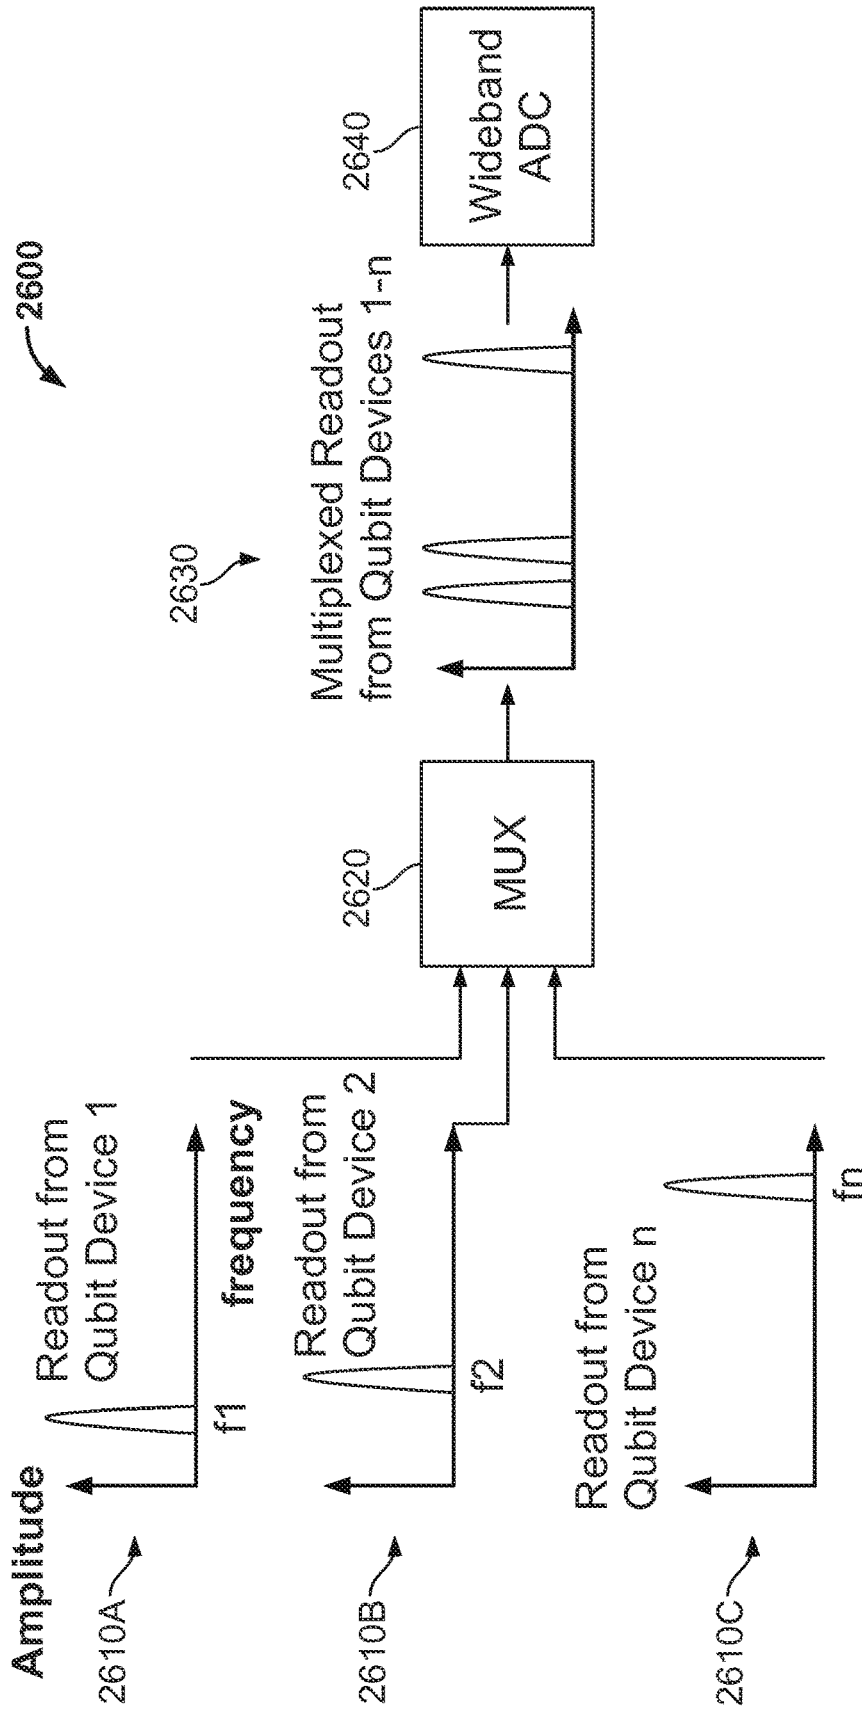 2600
Amplitude
2610A
Readout from
Qubit Device 1
f1
frequency
2610B
Readout from
Qubit Device 2
f2
2610C
Readout from
Qubit Device n
fn
2620
MUX
2630
Multiplexed Readout
from Qubit Devices 1-n
2640
Wideband
ADC